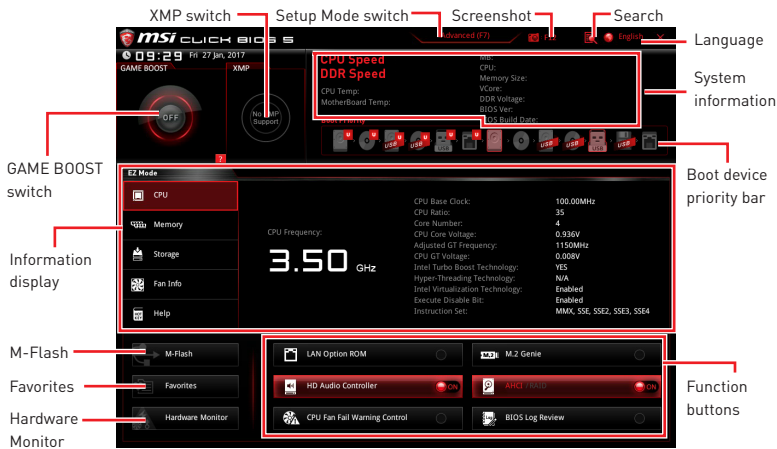 XMP switch
Setup Mode switch
Screenshot
Search
Language
System
information
Boot device
priority bar
Function
buttons
GAME BOOST
switch
Information
display
M-Flash
Favorites
Hardware
Monitor
msi CLICK BIOS 5
Advanced (F7)
F12
English
09:29 Fri 27 Jan, 2017
GAME BOOST
XMP
OFF
No XMP
Support
?
CPU Speed
DDR Speed
CPU Temp:
MotherBoard Temp:
Boot Priority
MB:
CPU:
Memory Size:
VCore:
DDR Voltage:
BIOS Ver:
BIOS Build Date:
U
U
USB U
USB U
USB U
U
USB
USB
USB
USB
EZ Mode
CPU
Memory
Storage
Fan Info
Help
CPU Frequency:
3.50 GHz
CPU Base Clock: 100.00MHz
CPU Ratio: 35
Core Number: 4
CPU Core Voltage: 0.936V
Adjusted GT Frequency: 1150MHz
CPU GT Voltage: 0.008V
Intel Turbo Boost Technology: YES
Hyper-Threading Technology: N/A
Intel Virtualization Technology: Enabled
Execute Disable Bit: Enabled
Instruction Set: MMX, SSE, SSE2, SSE3, SSE4
M-Flash
Favorites
Hardware Monitor
LAN Option ROM
M.2 M.2 Genie
HD Audio Controller ON
AHCI /RAID ON
CPU Fan Fail Warning Control
BIOS Log Review